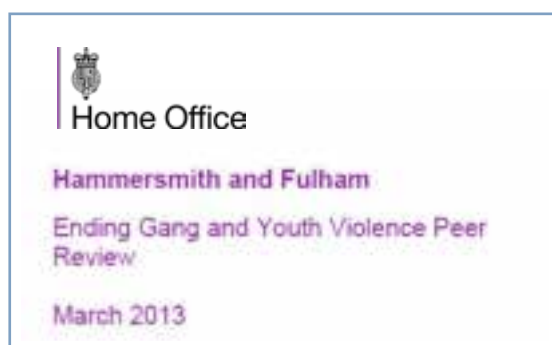 Home Office
Hammersmith and Fulham
Ending Gang and Youth Violence Peer
Review
March 2013